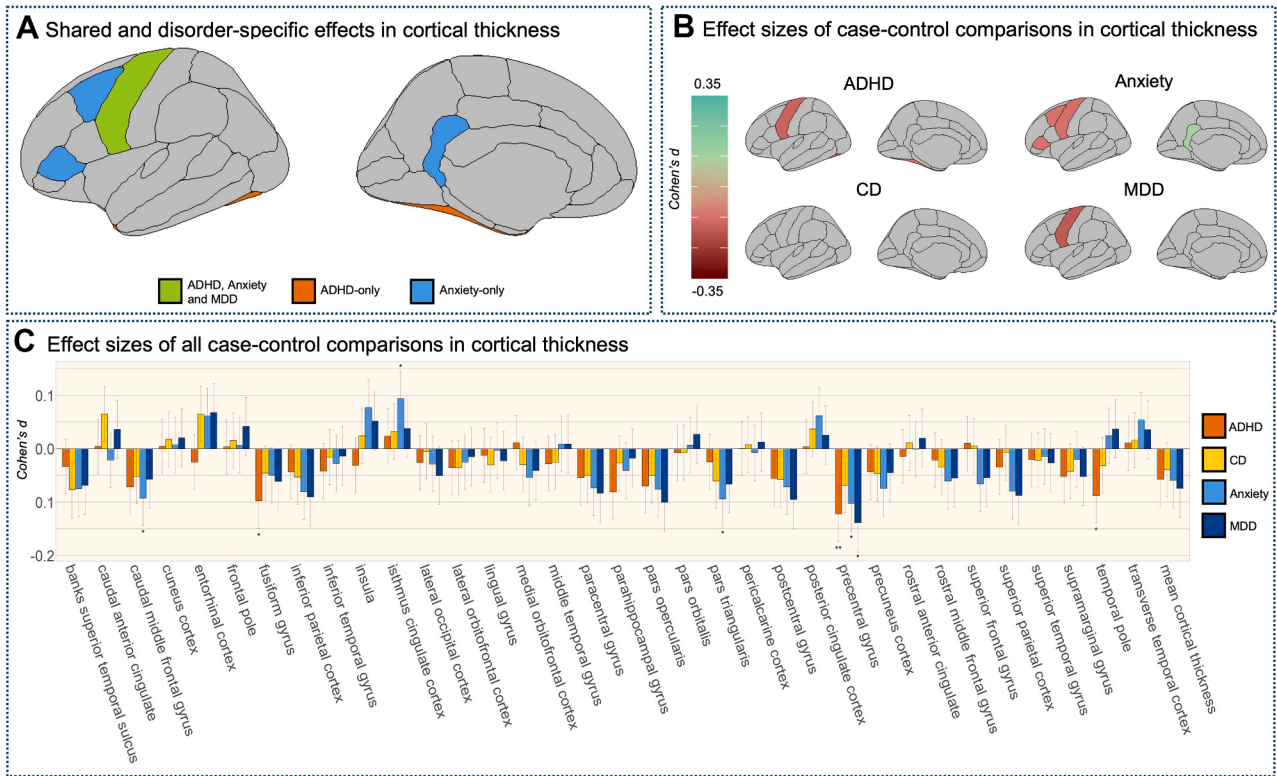 A Shared and disorder-specific effects in cortical thickness
ADHD, Anxiety
and MDD
ADHD-only
Anxiety-only
B Effect sizes of case-control comparisons in cortical thickness
0.35
Cohen's d
-0.35
ADHD
Anxiety
CD
MDD
C Effect sizes of all case-control comparisons in cortical thickness
Cohen's d
0.1
0.0
0.1
-0.2
*
*
*
*
**
*
*
*
banks superior temporal sulcus
caudal anterior cingulate
caudal middle frontal gyrus
cuneus cortex
entorhinal cortex
frontal pole
fusiform gyrus
inferior parietal cortex
inferior temporal gyrus
insula
isthmus cingulate cortex
lateral occipital cortex
lateral orbitofrontal cortex
lingual gyrus
medial orbitofrontal cortex
middle temporal gyrus
paracentral gyrus
parahippocampal gyrus
pars opercularis
pars orbitalis
pars triangularis
pericalcarine cortex
postcentral gyrus
posterior cingulate cortex
precentral gyrus
precuneus cortex
rostral anterior cingulate
rostral middle frontal gyrus
superior frontal gyrus
superior parietal cortex
superior temporal gyrus
supramarginal gyrus
temporal pole
transverse temporal cortex
mean cortical thickness
ADHD
CD
Anxiety
MDD